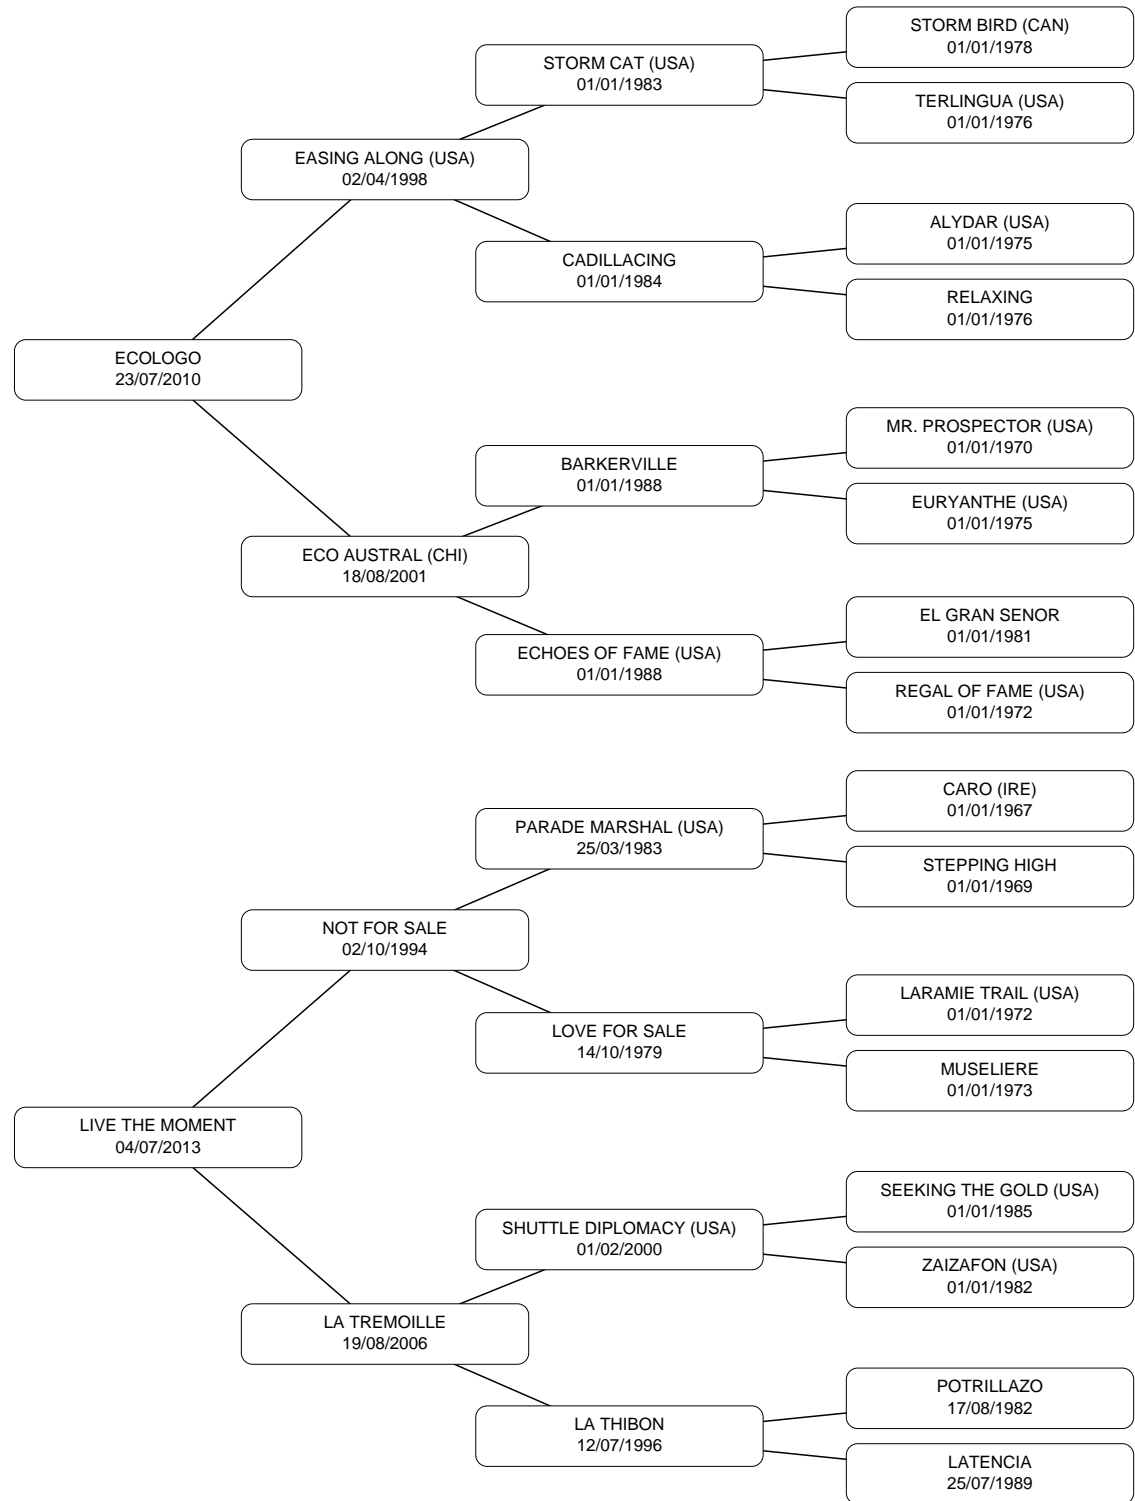 STORM BIRD (CAN)
01/01/1978
STORM CAT (USA)
01/01/1983
TERLINGUA (USA)
01/01/1976
EASING ALONG (USA)
02/04/1998
ALYDAR (USA)
01/01/1975
CADILLACING
01/01/1984
RELAXING
01/01/1976
ECOLOGO
23/07/2010
MR. PROSPECTOR (USA)
01/01/1970
BARKERVILLE
01/01/1988
EURYANTHE (USA)
01/01/1975
ECO AUSTRAL (CHI)
18/08/2001
EL GRAN SENOR
01/01/1981
ECHOES OF FAME (USA)
01/01/1988
REGAL OF FAME (USA)
01/01/1972
CARO (IRE)
01/01/1967
PARADE MARSHAL (USA)
25/03/1983
STEPPING HIGH
01/01/1969
NOT FOR SALE
02/10/1994
LARAMIE TRAIL (USA)
01/01/1972
LOVE FOR SALE
14/10/1979
MUSELIERE
01/01/1973
LIVE THE MOMENT
04/07/2013
SEEKING THE GOLD (USA)
01/01/1985
SHUTTLE DIPLOMACY (USA)
01/02/2000
ZAIZAFON (USA)
01/01/1982
LA TREMOILLE
19/08/2006
POTRILLAZO
17/08/1982
LA THIBON
12/07/1996
LATENCIA
25/07/1989